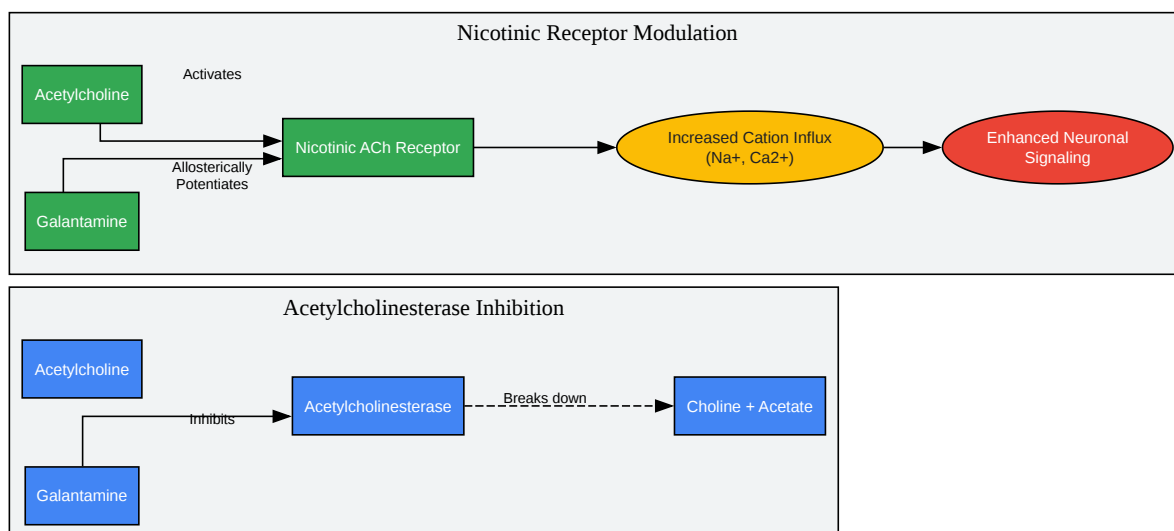 Nicotinic Receptor Modulation
Activates
Acetylcholine
Nicotinic ACh Receptor
Increased Cation Influx
(Na+, Ca2+)
Enhanced Neuronal
Signaling
Allosterically
Potentiates
Galantamine
Acetylcholinesterase Inhibition
Acetylcholine
Acetylcholinesterase
Breaks down
Choline + Acetate
Inhibits
Galantamine